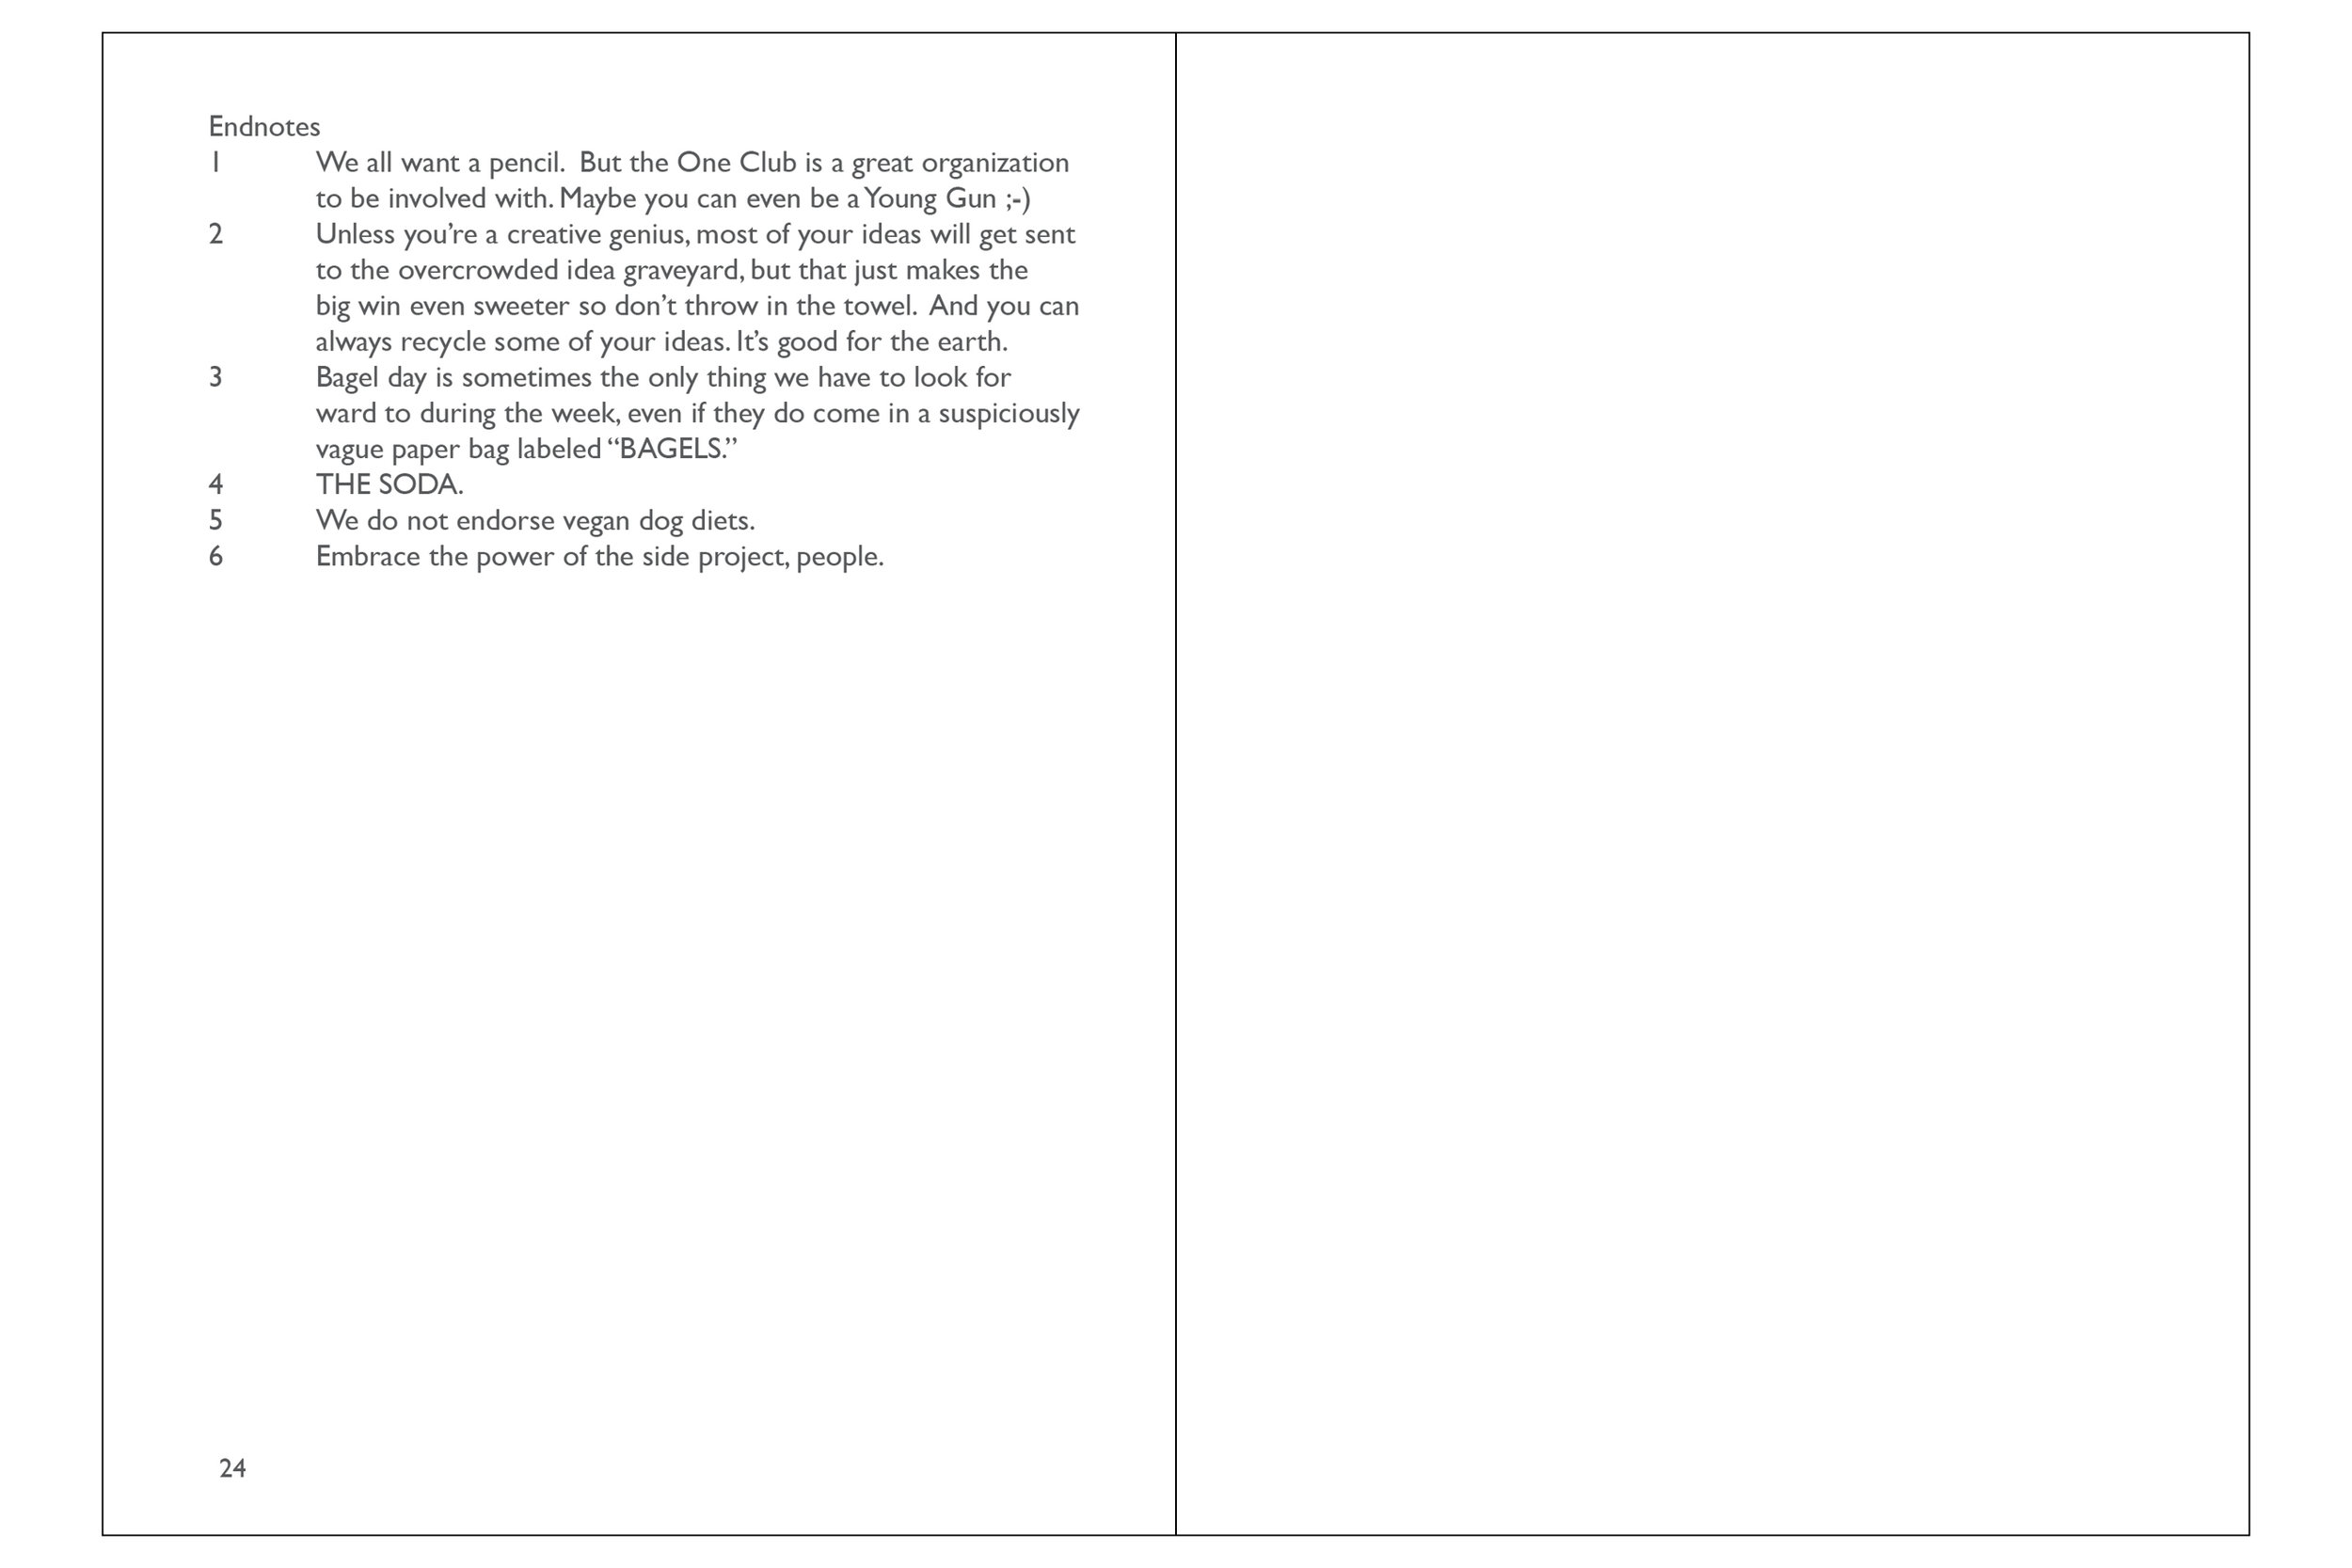 Endnotes
1 We all want a pencil.  But the One Club is a great organization
to be involved with. Maybe you can even be a Young Gun ;-)
2 Unless you’re a creative genius, most of your ideas will get sent
to the overcrowded idea graveyard, but that just makes the
big win even sweeter so don’t throw in the towel.  And you can
always recycle some of your ideas. It’s good for the earth.
3 Bagel day is sometimes the only thing we have to look for
ward to during the week, even if they do come in a suspiciously
vague paper bag labeled “BAGELS.”
4 THE SODA.
5 We do not endorse vegan dog diets.
6 Embrace the power of the side project, people.
24